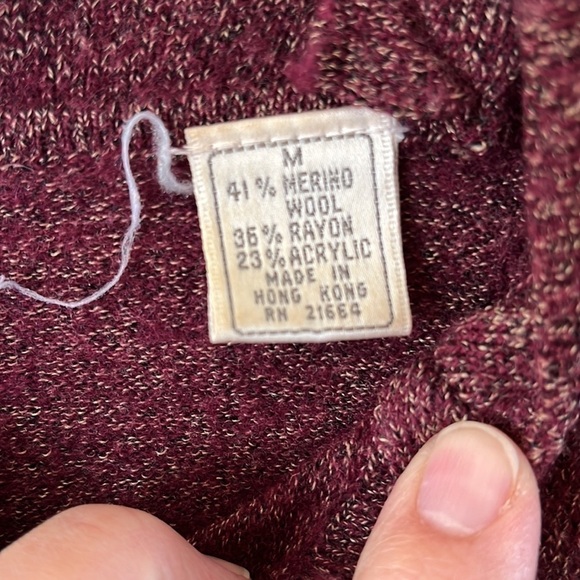 M
41% MERINO
WOOL
36% RAYON
23% ACRYLIC
MADE IN
HONG KONG
RN 21664